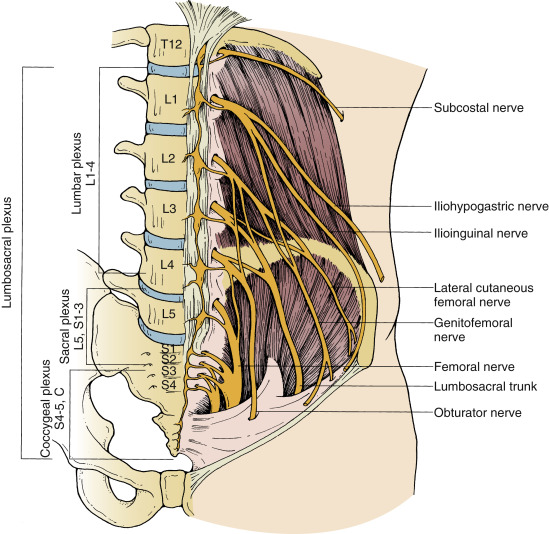 T12
L1
L2
L3
L4
L5
S1
S2
S3
S4
Lumbosacral plexus
Lumbar plexus
L1-4
Sacral plexus
L5, S1-3
Coccygeal plexus
S4-5, C
Subcostal nerve
Iliohypogastric nerve
Ilioinguinal nerve
Lateral cutaneous
femoral nerve
Genitofemoral
nerve
Femoral nerve
Lumbosacral trunk
Obturator nerve